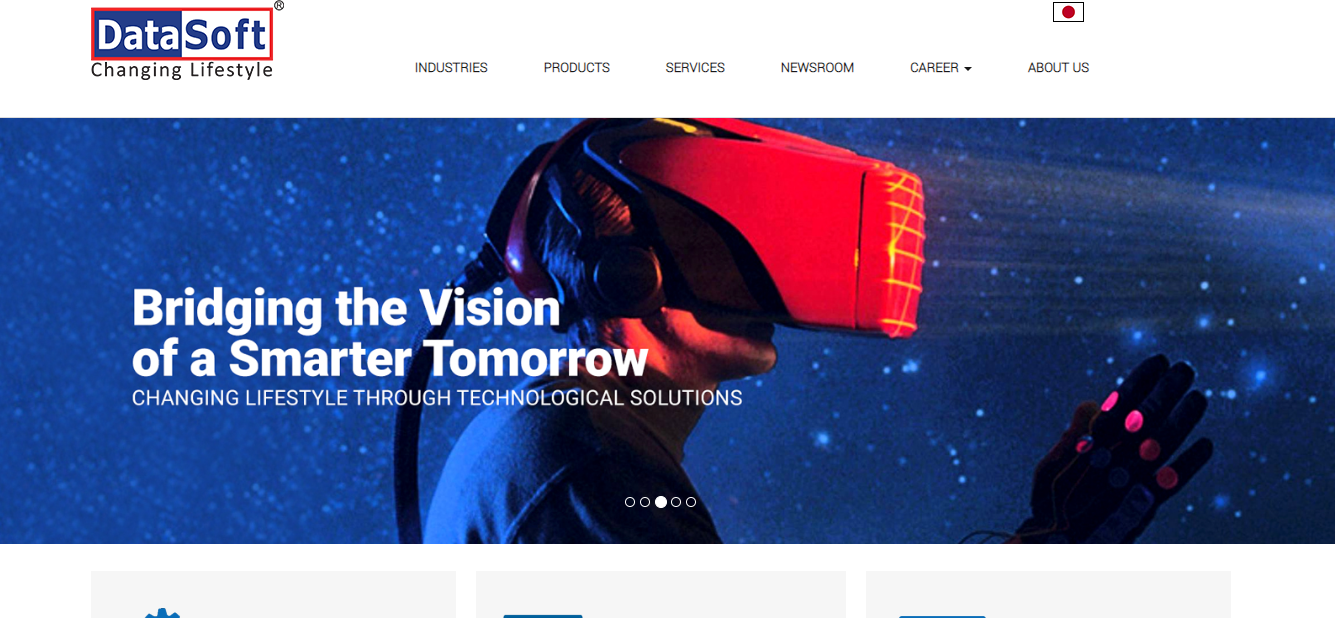 DataSoft®
Changing Lifestyle
INDUSTRIES PRODUCTS SERVICES NEWSROOM CAREER ABOUT US
Bridging the Vision
of a Smarter Tomorrow
CHANGING LIFESTYLE THROUGH TECHNOLOGICAL SOLUTIONS